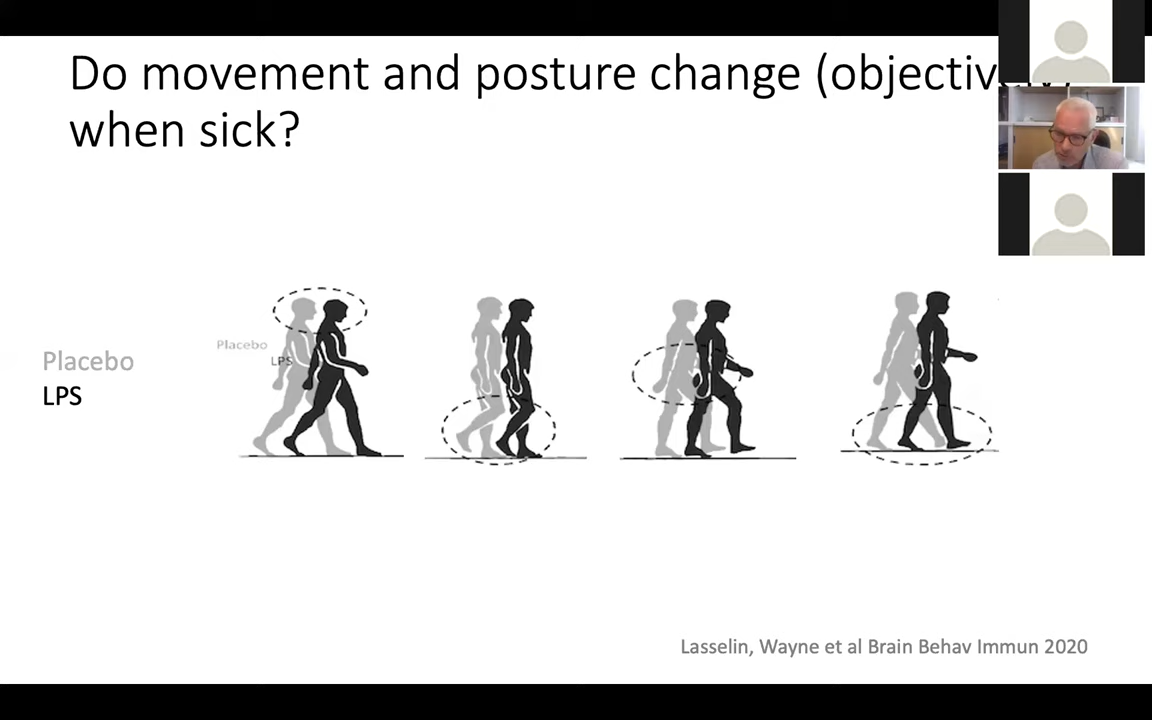 Do movement and posture change (objectively)
when sick?
Placebo
LPS
Placebo
LPS
Lasselin, Wayne et al Brain Behav Immun 2020